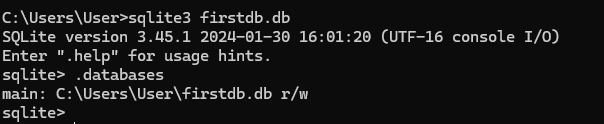 C:\Users\User>sqlite3 firstdb.db
SQLite version 3.45.1 2024-01-30 16:01:20 (UTF-16 console I/O)
Enter ".help" for usage hints.
sqlite> .databases
main: C:\Users\User\firstdb.db r/w
sqlite>